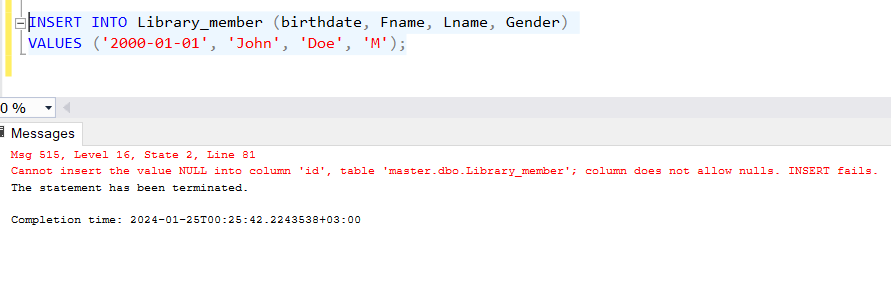 INSERT INTO Library_member (birthdate, Fname, Lname, Gender)
VALUES ('2000-01-01', 'John', 'Doe', 'M');
0 %
Messages
Msg 515, Level 16, State 2, Line 81
Cannot insert the value NULL into column 'id', table 'master.dbo.Library_member'; column does not allow nulls. INSERT fails.
The statement has been terminated.
Completion time: 2024-01-25T00:25:42.2243538+03:00